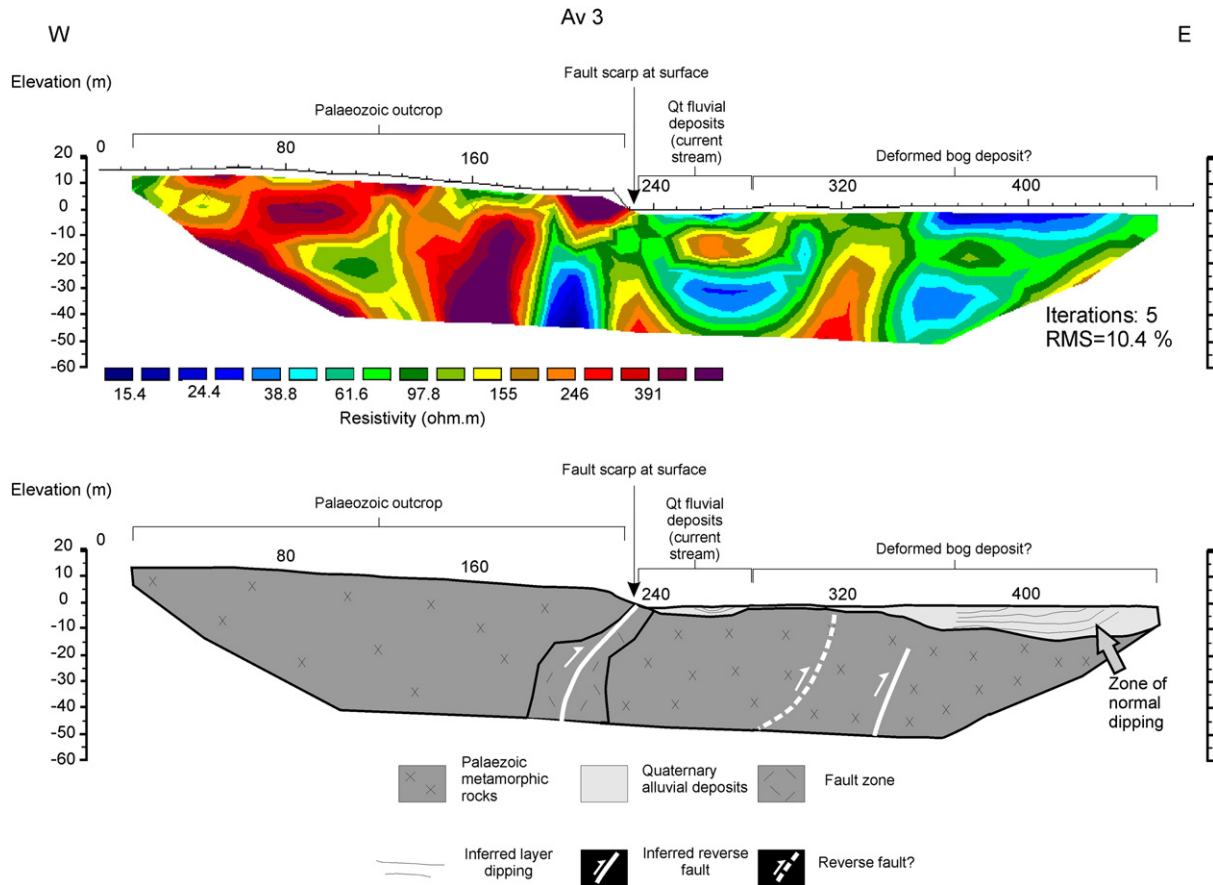 Av 3
W
E
Elevation (m)
Fault scarp at surface
Palaeozoic outcrop
Qt fluvial
deposits
(current
stream)
Deformed bog deposit?
0
80
160
240
320
400
20
10
0
-10
-20
-30
-40
-50
-60
Iterations: 5
RMS=10.4 %
15.4 24.4 38.8 61.6 97.8 155 246 391
Resistivity (ohm.m)
Elevation (m)
Fault scarp at surface
Palaeozoic outcrop
Qt fluvial
deposits
(current
stream)
Deformed bog deposit?
0
80
160
240
320
400
20
10
0
-10
-20
-30
-40
-50
-60
Zone of
normal
dipping
Palaezoic
metamorphic
rocks
Quaternary
alluvial deposits
Fault zone
Inferred layer
dipping
Inferred reverse
fault
Reverse fault?